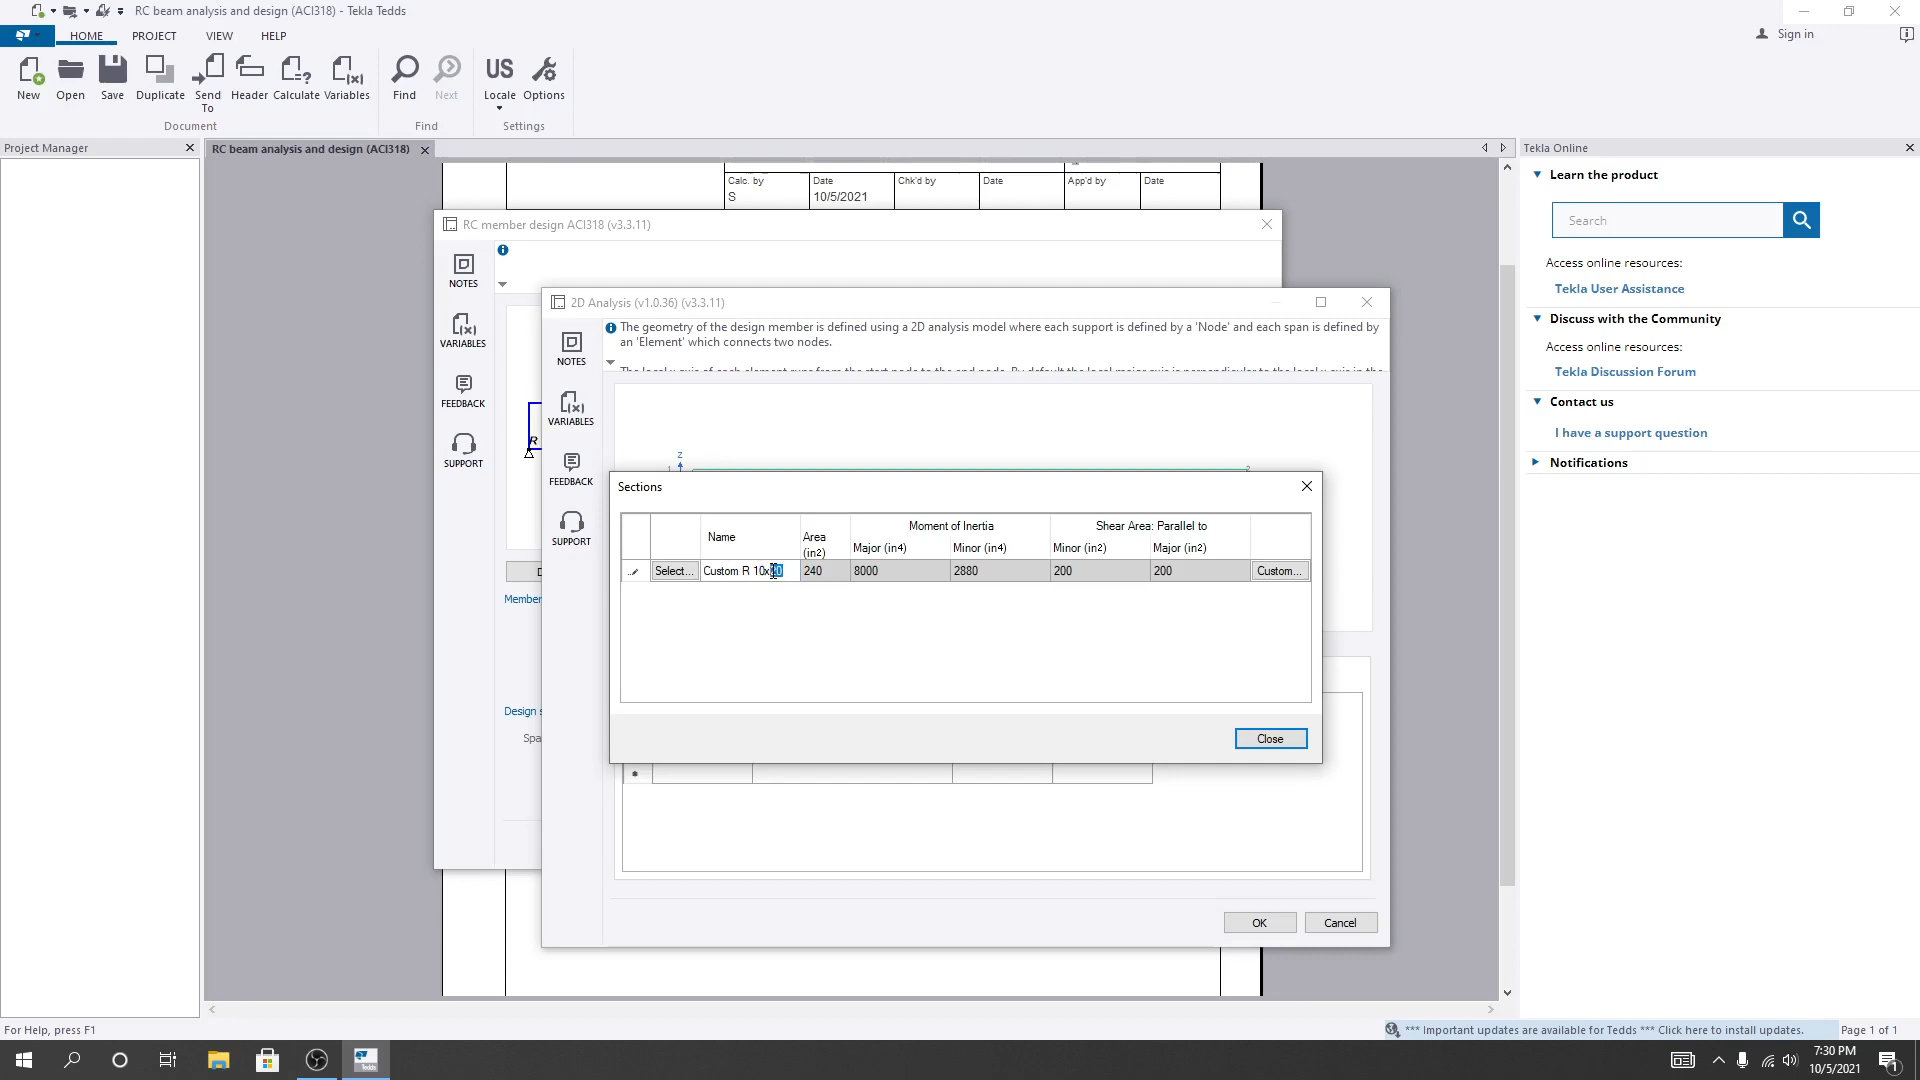 RC beam analysis and design (ACI318) - Tekla Tedds
HOME PROJECT VIEW HELP
Sign in
New Open Save Duplicate Send To Header Calculate Variables Find Next US Locale Options
Document Find Settings
Project Manager
RC beam analysis and design (ACI318)
Tekla Online
Calc. by Date Chk'd by Date App'd by Date
S 10/5/2021
RC member design ACI318 (v3.3.11)
NOTES
VARIABLES
FEEDBACK
SUPPORT
R
Member
Design s
Spa
2D Analysis (v1.0.36) (v3.3.11)
The geometry of the design member is defined using a 2D analysis model where each support is defined by a 'Node' and each span is defined by
an 'Element' which connects two nodes.
NOTES
VARIABLES
FEEDBACK
SUPPORT
z
Sections
Name Area (in2) Moment of Inertia Shear Area: Parallel to
Major (in4) Minor (in4) Minor (in2) Major (in2)
Select... Custom R 10x 240 8000 2880 200 200 Custom...
Close
OK Cancel
Learn the product
Search
Access online resources:
Tekla User Assistance
Discuss with the Community
Access online resources:
Tekla Discussion Forum
Contact us
I have a support question
Notifications
For Help, press F1
*** Important updates are available for Tedds *** Click here to install updates.
Page 1 of 1
Tedds
7:30 PM
10/5/2021
1